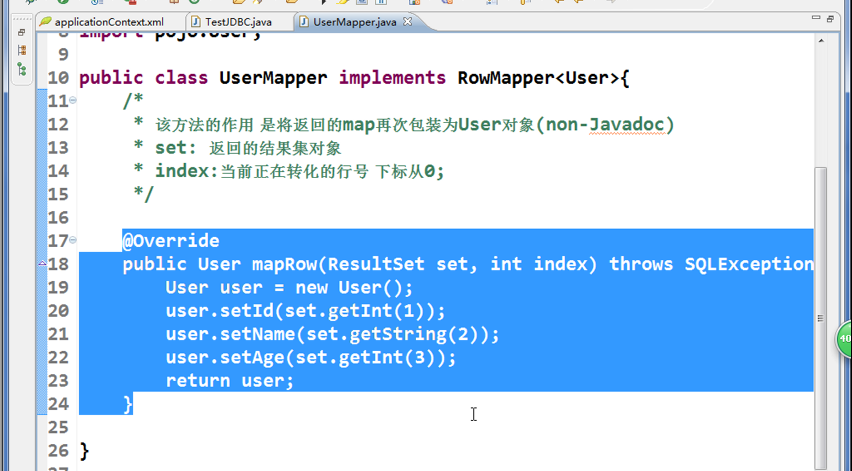 applicationContext.xml TestJDBC.java UserMapper.java
8 import pojo.User;
9
10 public class UserMapper implements RowMapper<User>{
11 /*
12 * 该方法的作用 是将返回的map再次包装为User对象(non-Javadoc)
13 * set: 返回的结果集对象
14 * index:当前正在转化的行号 下标从0;
15 */
16
17 @Override
18 public User mapRow(ResultSet set, int index) throws SQLException
19 User user = new User();
20 user.setId(set.getInt(1));
21 user.setName(set.getString(2));
22 user.setAge(set.getInt(3));
23 return user;
24 }
25
26 }
27
40